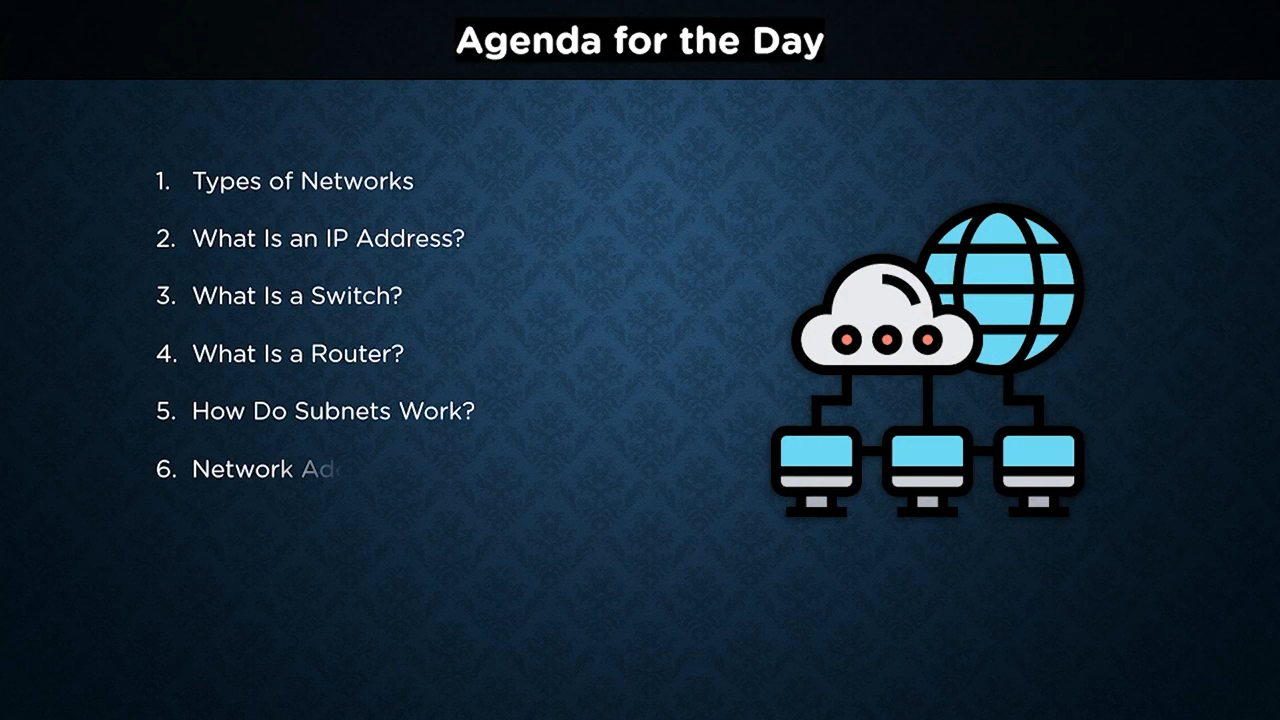 Agenda for the Day
1. Types of Networks
2. What Is an IP Address?
3. What Is a Switch?
4. What Is a Router?
5. How Do Subnets Work?
6. Network